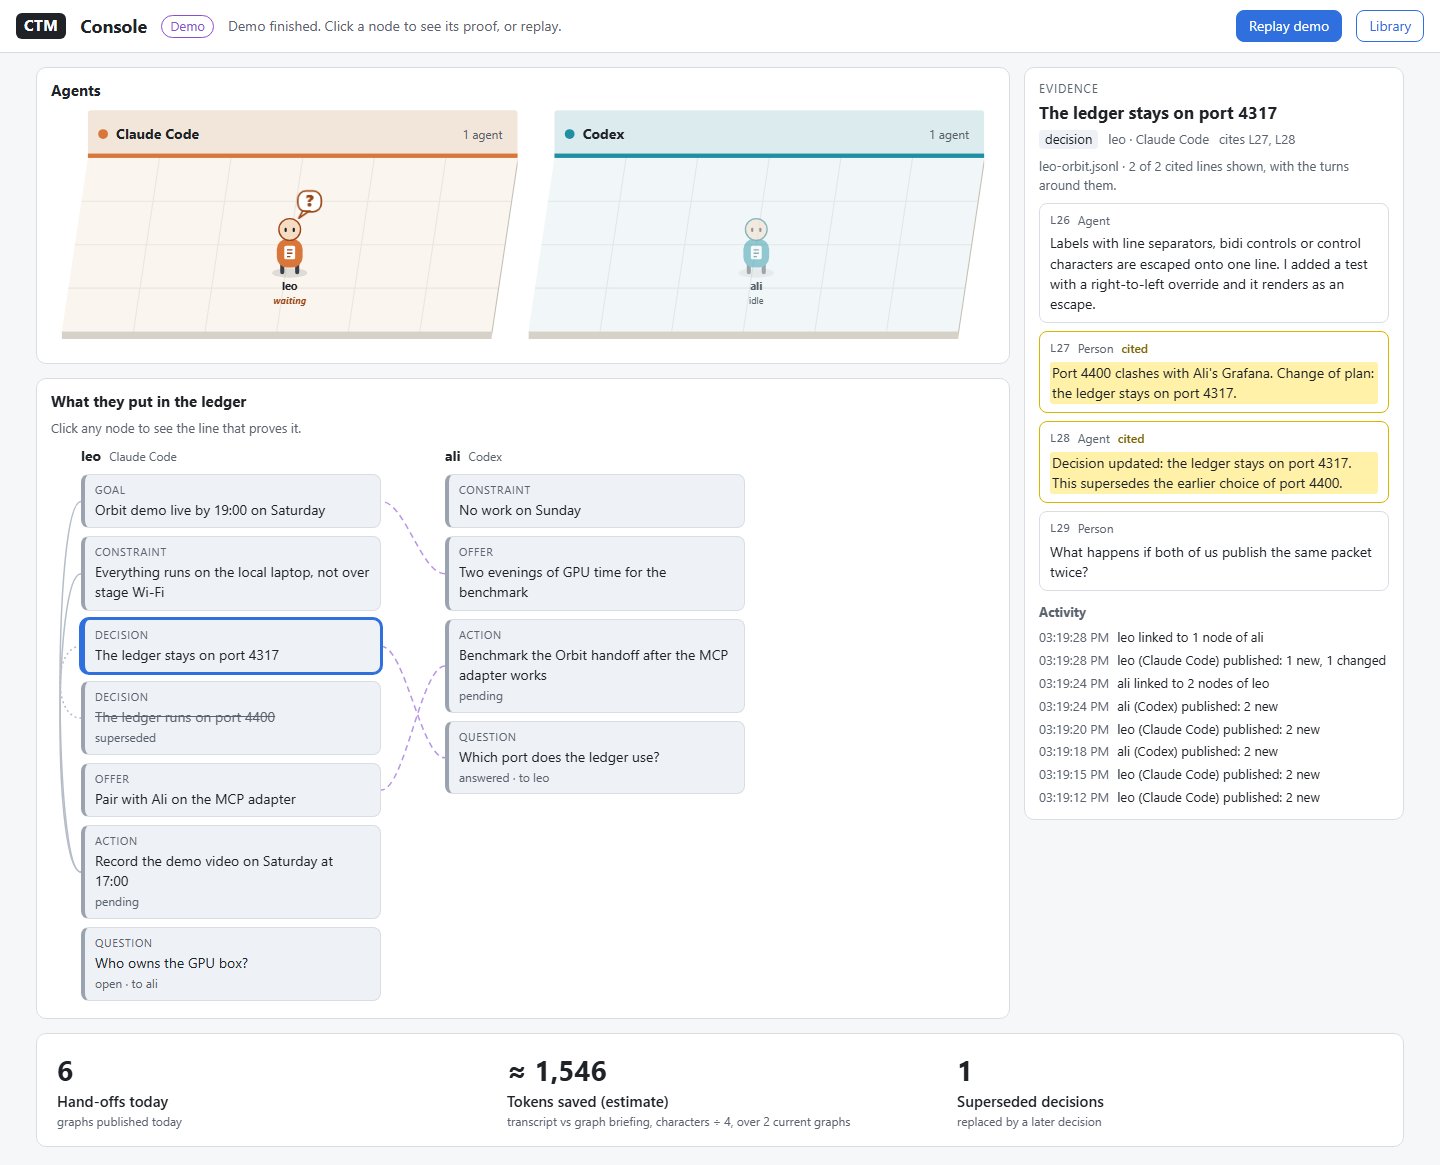 CTM Console Demo Demo finished. Click a node to see its proof, or replay. Replay demo Library
Agents
Claude Code 1 agent
?
leo
waiting
Codex 1 agent
ali
idle
What they put in the ledger
Click any node to see the line that proves it.
leo Claude Code
GOAL
Orbit demo live by 19:00 on Saturday
CONSTRAINT
Everything runs on the local laptop, not over
stage Wi-Fi
DECISION
The ledger stays on port 4317
DECISION
The ledger runs on port 4400
superseded
OFFER
Pair with Ali on the MCP adapter
ACTION
Record the demo video on Saturday at
17:00
pending
QUESTION
Who owns the GPU box?
open · to ali
ali Codex
CONSTRAINT
No work on Sunday
OFFER
Two evenings of GPU time for the
benchmark
ACTION
Benchmark the Orbit handoff after the MCP
adapter works
pending
QUESTION
Which port does the ledger use?
answered · to leo
EVIDENCE
The ledger stays on port 4317
decision leo · Claude Code cites L27, L28
leo-orbit.jsonl · 2 of 2 cited lines shown, with the turns
around them.
L26 Agent
Labels with line separators, bidi controls or control
characters are escaped onto one line. I added a test
with a right-to-left override and it renders as an
escape.
L27 Person cited
Port 4400 clashes with Ali's Grafana. Change of plan:
the ledger stays on port 4317.
L28 Agent cited
Decision updated: the ledger stays on port 4317.
This supersedes the earlier choice of port 4400.
L29 Person
What happens if both of us publish the same packet
twice?
Activity
03:19:28 PM leo linked to 1 node of ali
03:19:28 PM leo (Claude Code) published: 1 new, 1 changed
03:19:24 PM ali linked to 2 nodes of leo
03:19:24 PM ali (Codex) published: 2 new
03:19:20 PM leo (Claude Code) published: 2 new
03:19:18 PM ali (Codex) published: 2 new
03:19:15 PM leo (Claude Code) published: 2 new
03:19:12 PM leo (Claude Code) published: 2 new
6
Hand-offs today
graphs published today
≈ 1,546
Tokens saved (estimate)
transcript vs graph briefing, characters ÷ 4, over 2 current graphs
1
Superseded decisions
replaced by a later decision